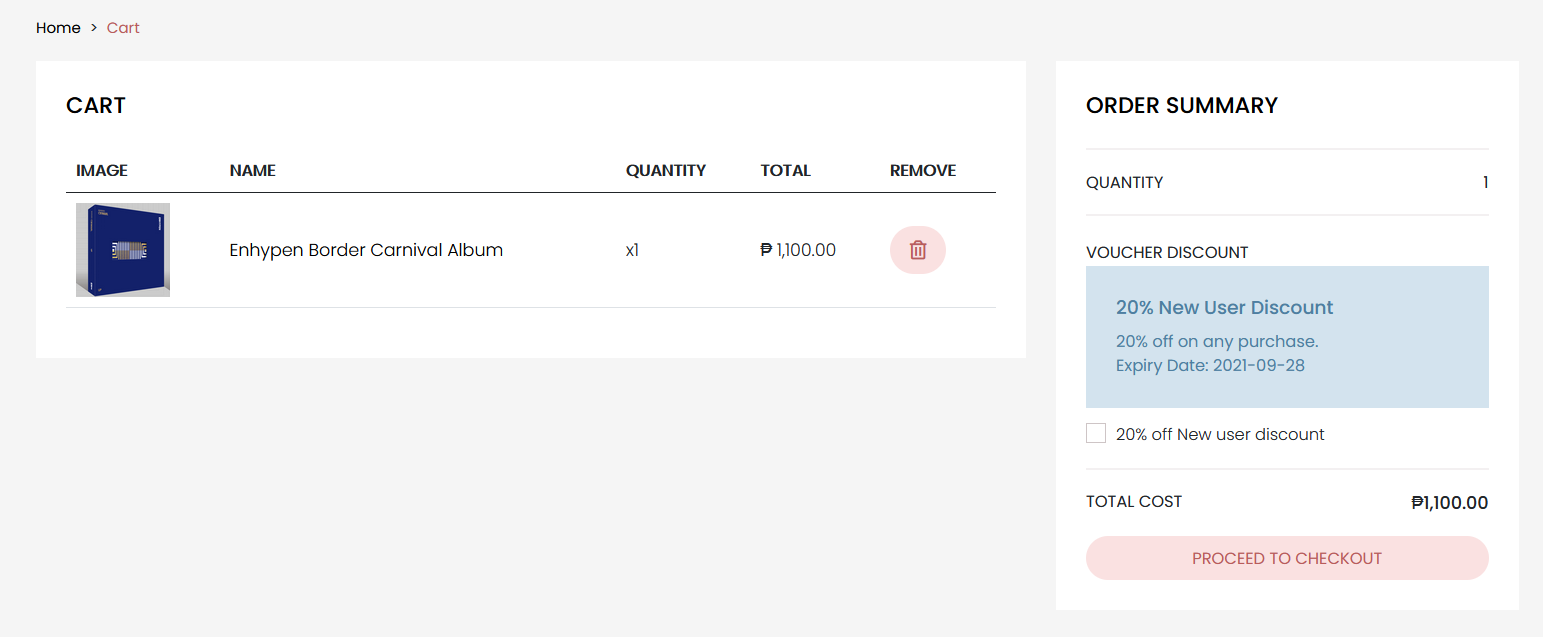 Home > Cart
CART
IMAGE NAME QUANTITY TOTAL REMOVE
Enhypen Border Carnival Album x1 ₱ 1,100.00
ORDER SUMMARY
QUANTITY 1
VOUCHER DISCOUNT
20% New User Discount
20% off on any purchase.
Expiry Date: 2021-09-28
20% off New user discount
TOTAL COST ₱1,100.00
PROCEED TO CHECKOUT